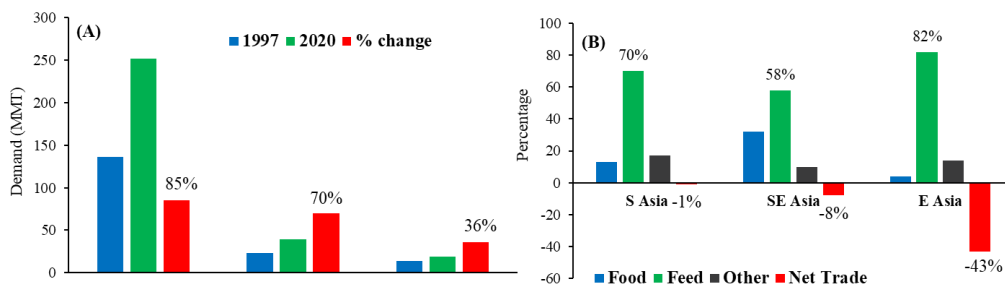 (A)
1997 2020 % change
Demand (MMT)
300
250
200
150
100
50
0
85%
70%
36%
(B)
Percentage
100
80
60
40
20
0
-20
-40
-60
70%
58%
82%
S Asia -1%
SE Asia
-8%
E Asia
-43%
Food Feed Other Net Trade